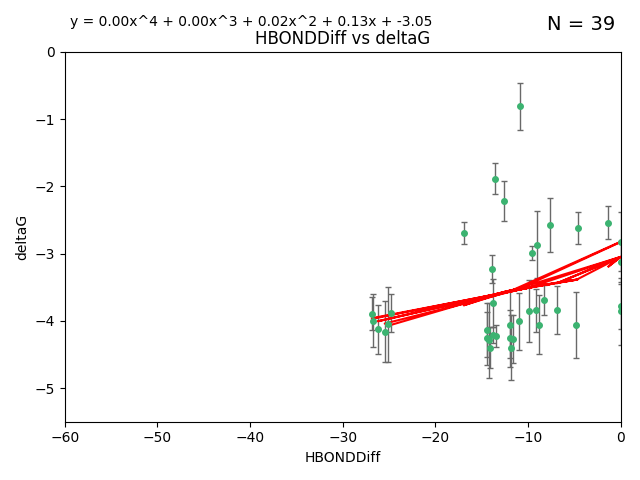 y = 0.00x^4 + 0.00x^3 + 0.02x^2 + 0.13x + -3.05
N = 39
HBONDDiff vs deltaG
0
−1
−2
−3
−4
−5
deltaG
−60 −50 −40 −30 −20 −10 0
HBONDDiff